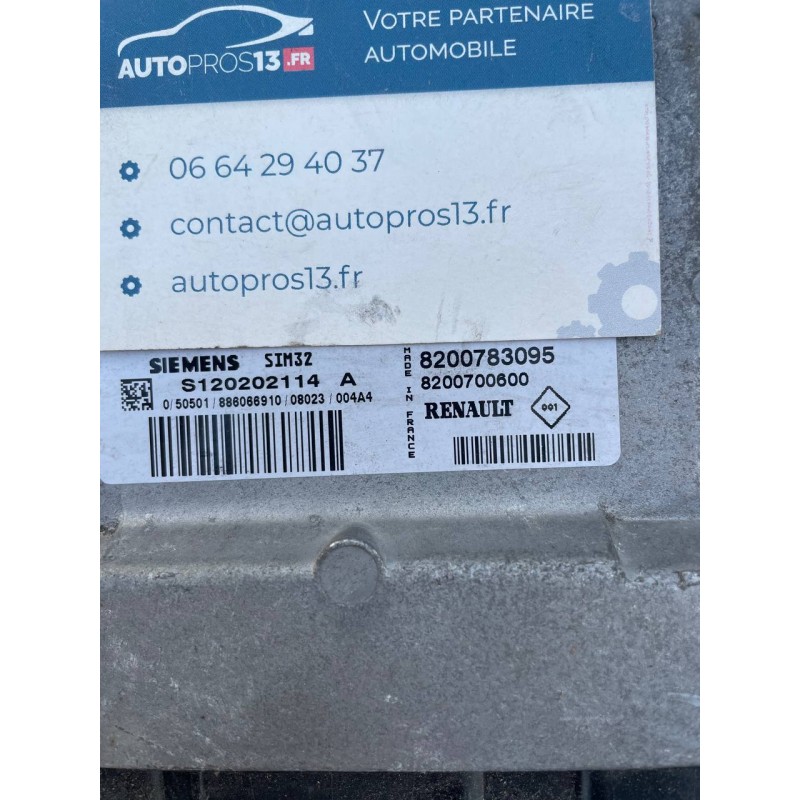 VOTRE PARTENAIRE
AUTOMOBILE
AUTOPROS13.FR
06 64 29 40 37
contact@autopros13.fr
autopros13.fr
SIEMENS SIM32
S120202114 A
0/50501/886066910/08023/004A4
MADE IN FRANCE
8200783095
8200700600
RENAULT 001